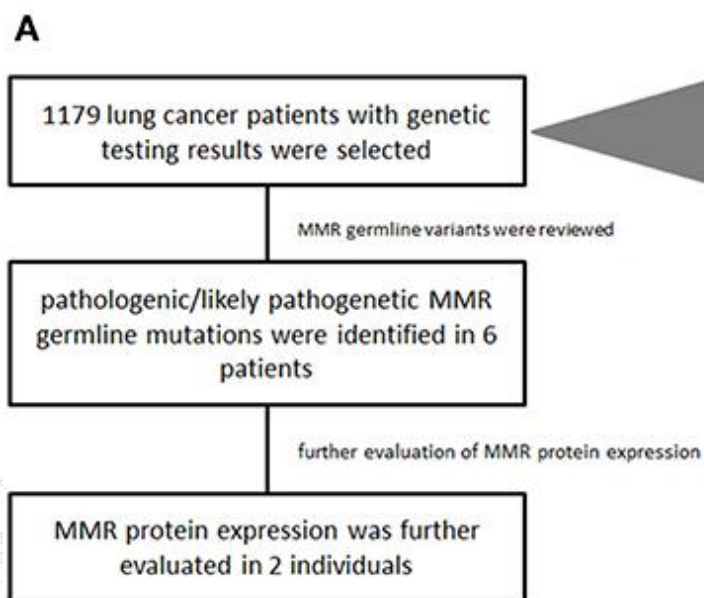 A
1179 lung cancer patients with genetic
testing results were selected
MMR germline variants were reviewed
pathologenic/likely pathogenetic MMR
germline mutations were identified in 6
patients
further evaluation of MMR protein expression
MMR protein expression was further
evaluated in 2 individuals